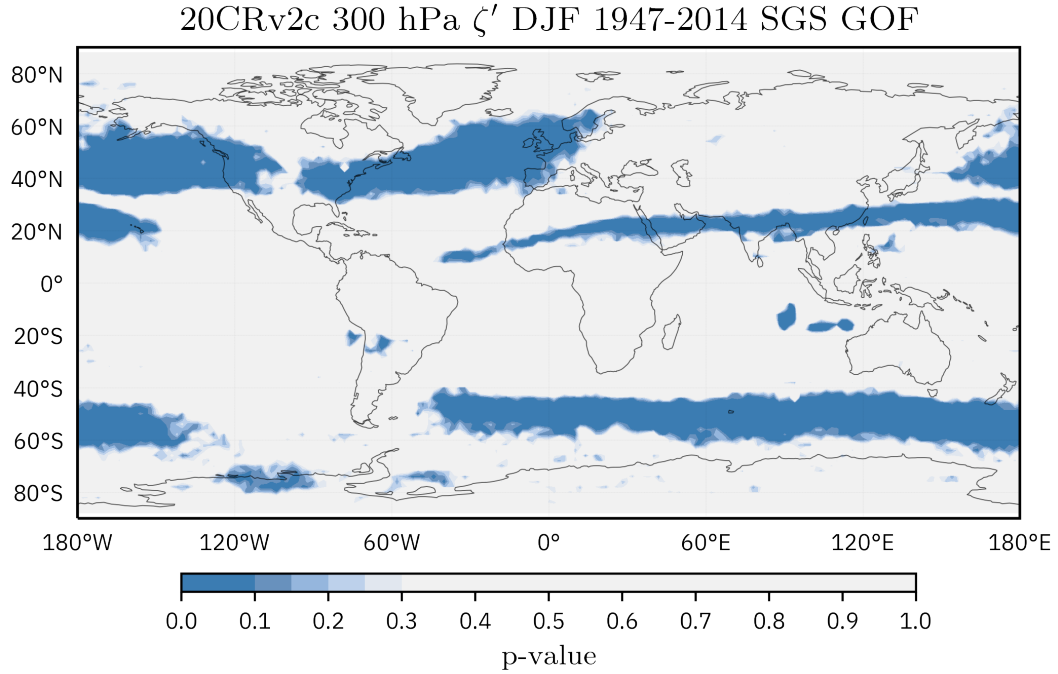 20CRv2c 300 hPa ζ′ DJF 1947-2014 SGS GOF
80°N
60°N
40°N
20°N
0°
20°S
40°S
60°S
80°S
180°W 120°W 60°W 0° 60°E 120°E 180°E
0.0 0.1 0.2 0.3 0.4 0.5 0.6 0.7 0.8 0.9 1.0
p-value